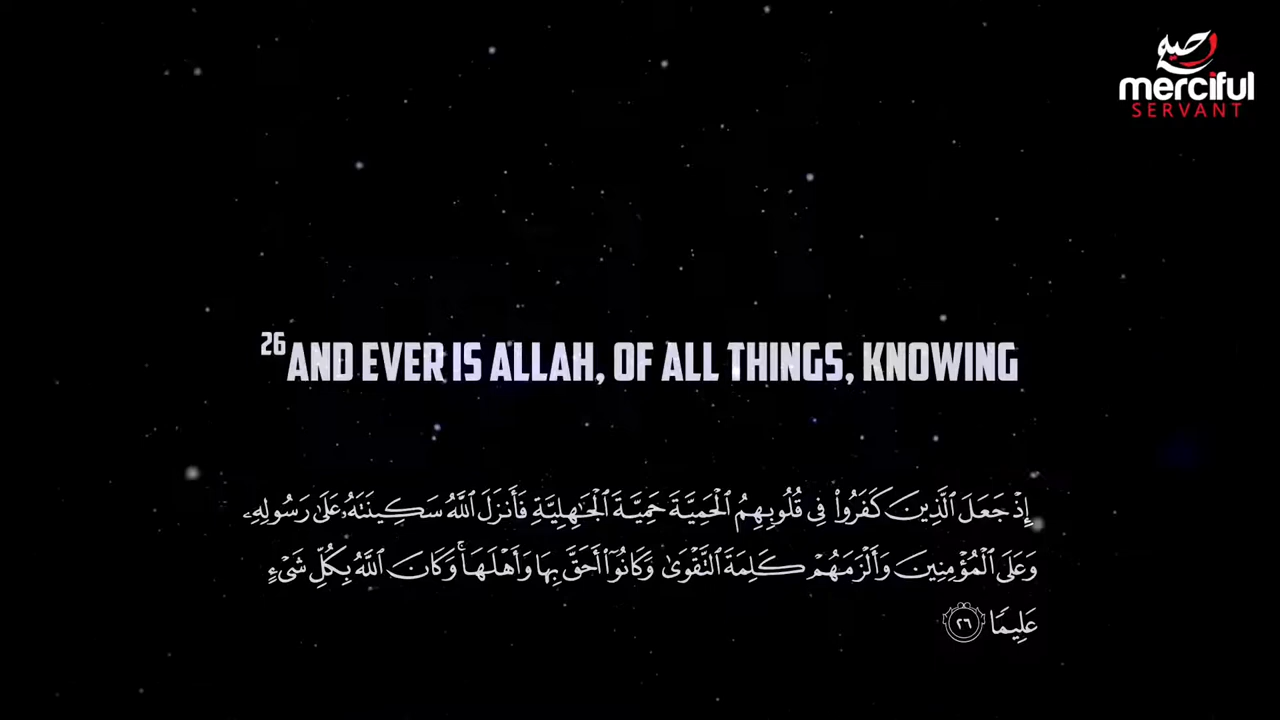 رحيم
merciful
SERVANT
26 AND EVER IS ALLAH, OF ALL THINGS, KNOWING
إِذْ جَعَلَ ٱلَّذِينَ كَفَرُوا۟ فِى قُلُوبِهِمُ ٱلْحَمِيَّةَ حَمِيَّةَ ٱلْجَٰهِلِيَّةِ فَأَنزَلَ ٱللَّهُ سَكِينَتَهُۥ عَلَىٰ رَسُولِهِۦ
وَعَلَى ٱلْمُؤْمِنِينَ وَأَلْزَمَهُمْ كَلِمَةَ ٱلتَّقْوَىٰ وَكَانُوٓا۟ أَحَقَّ بِهَا وَأَهْلَهَا ۚ وَكَانَ ٱللَّهُ بِكُلِّ شَىْءٍ
عَلِيمًا ٢٦